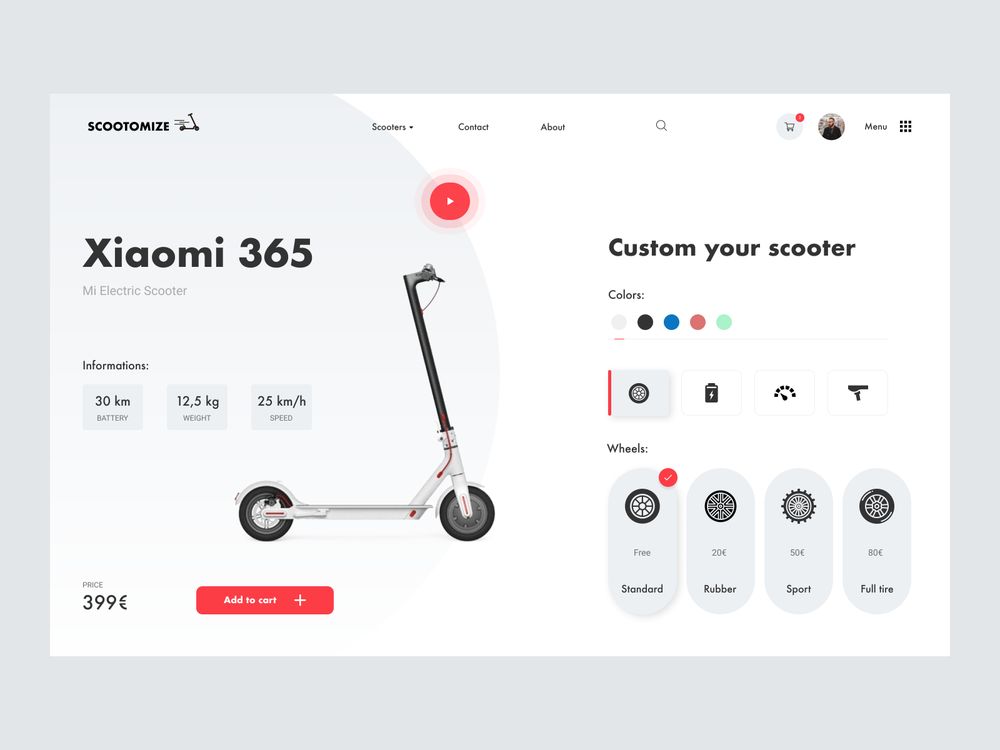 SCOOTOMIZE
Scooters
Contact
About
Menu
Xiaomi 365
Mi Electric Scooter
Informations:
30 km
BATTERY
12,5 kg
WEIGHT
25 km/h
SPEED
PRICE
399€
Add to cart
Custom your scooter
Colors:
Wheels:
Free
Standard
20€
Rubber
50€
Sport
80€
Full tire